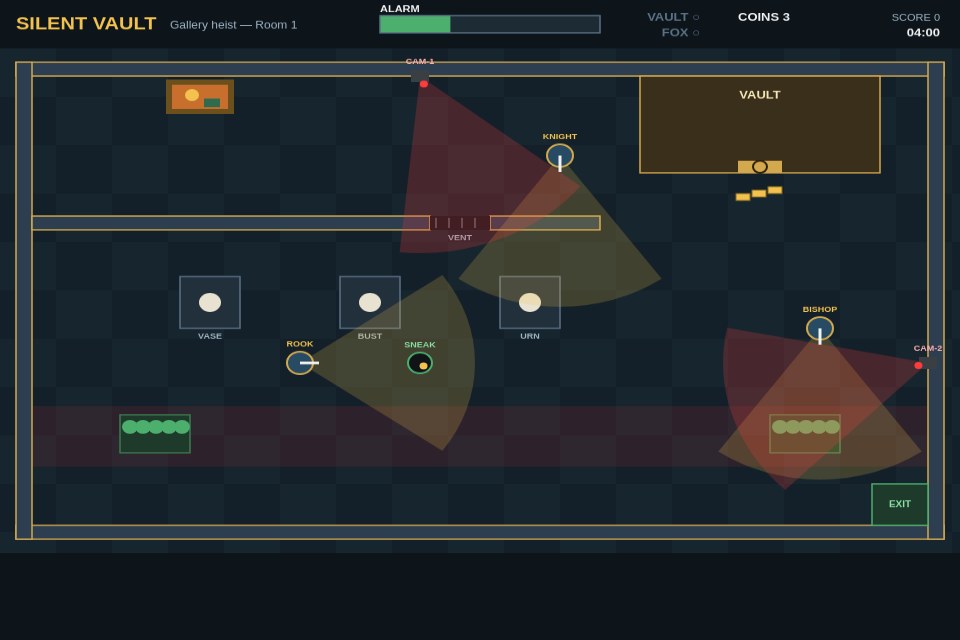 SILENT VAULT
Gallery heist — Room 1
ALARM
VAULT ○
FOX ○
COINS 3
SCORE 0
04:00
CAM-1
VAULT
KNIGHT
VENT
VASE
BUST
URN
ROOK
SNEAK
BISHOP
CAM-2
EXIT